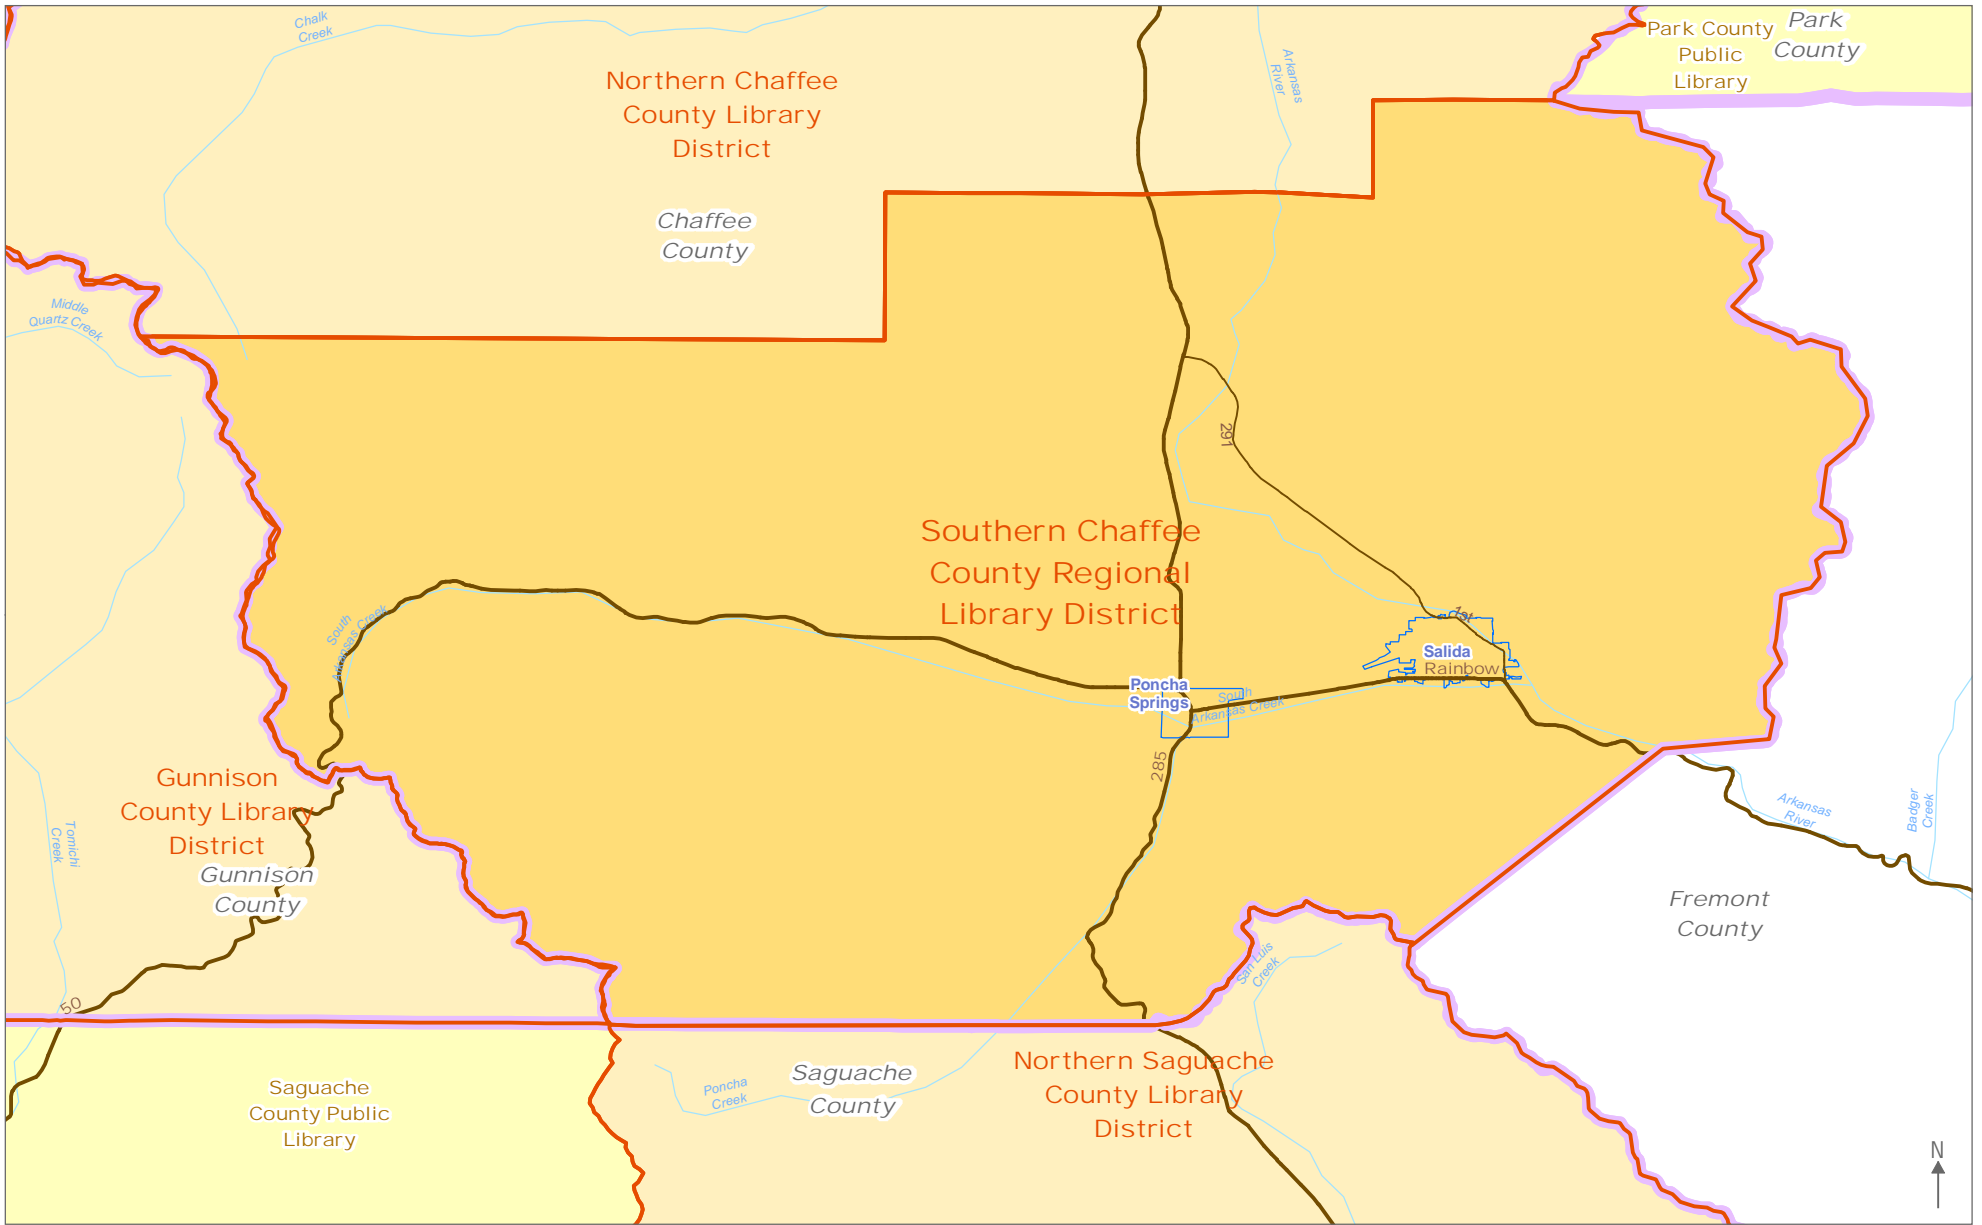 Chalk
Creek
Northern Chaffee
County Library
District
Chaffee
County
Arkansas
River
Park County
Public
Library
Park
County
Middle
Quartz Creek
291
Southern Chaffee
County Regional
Library District
South
Arkansas Creek
1st
Salida
Rainbow
Poncha
Springs
South
Arkansas Creek
285
Gunnison
County Library
District
Gunnison
County
Tomichi
Creek
Arkansas
River
Badger
Creek
Fremont
County
San Luis
Creek
50
Saguache
County Public
Library
Poncha
Creek
Saguache
County
Northern Saguache
County Library
District
N